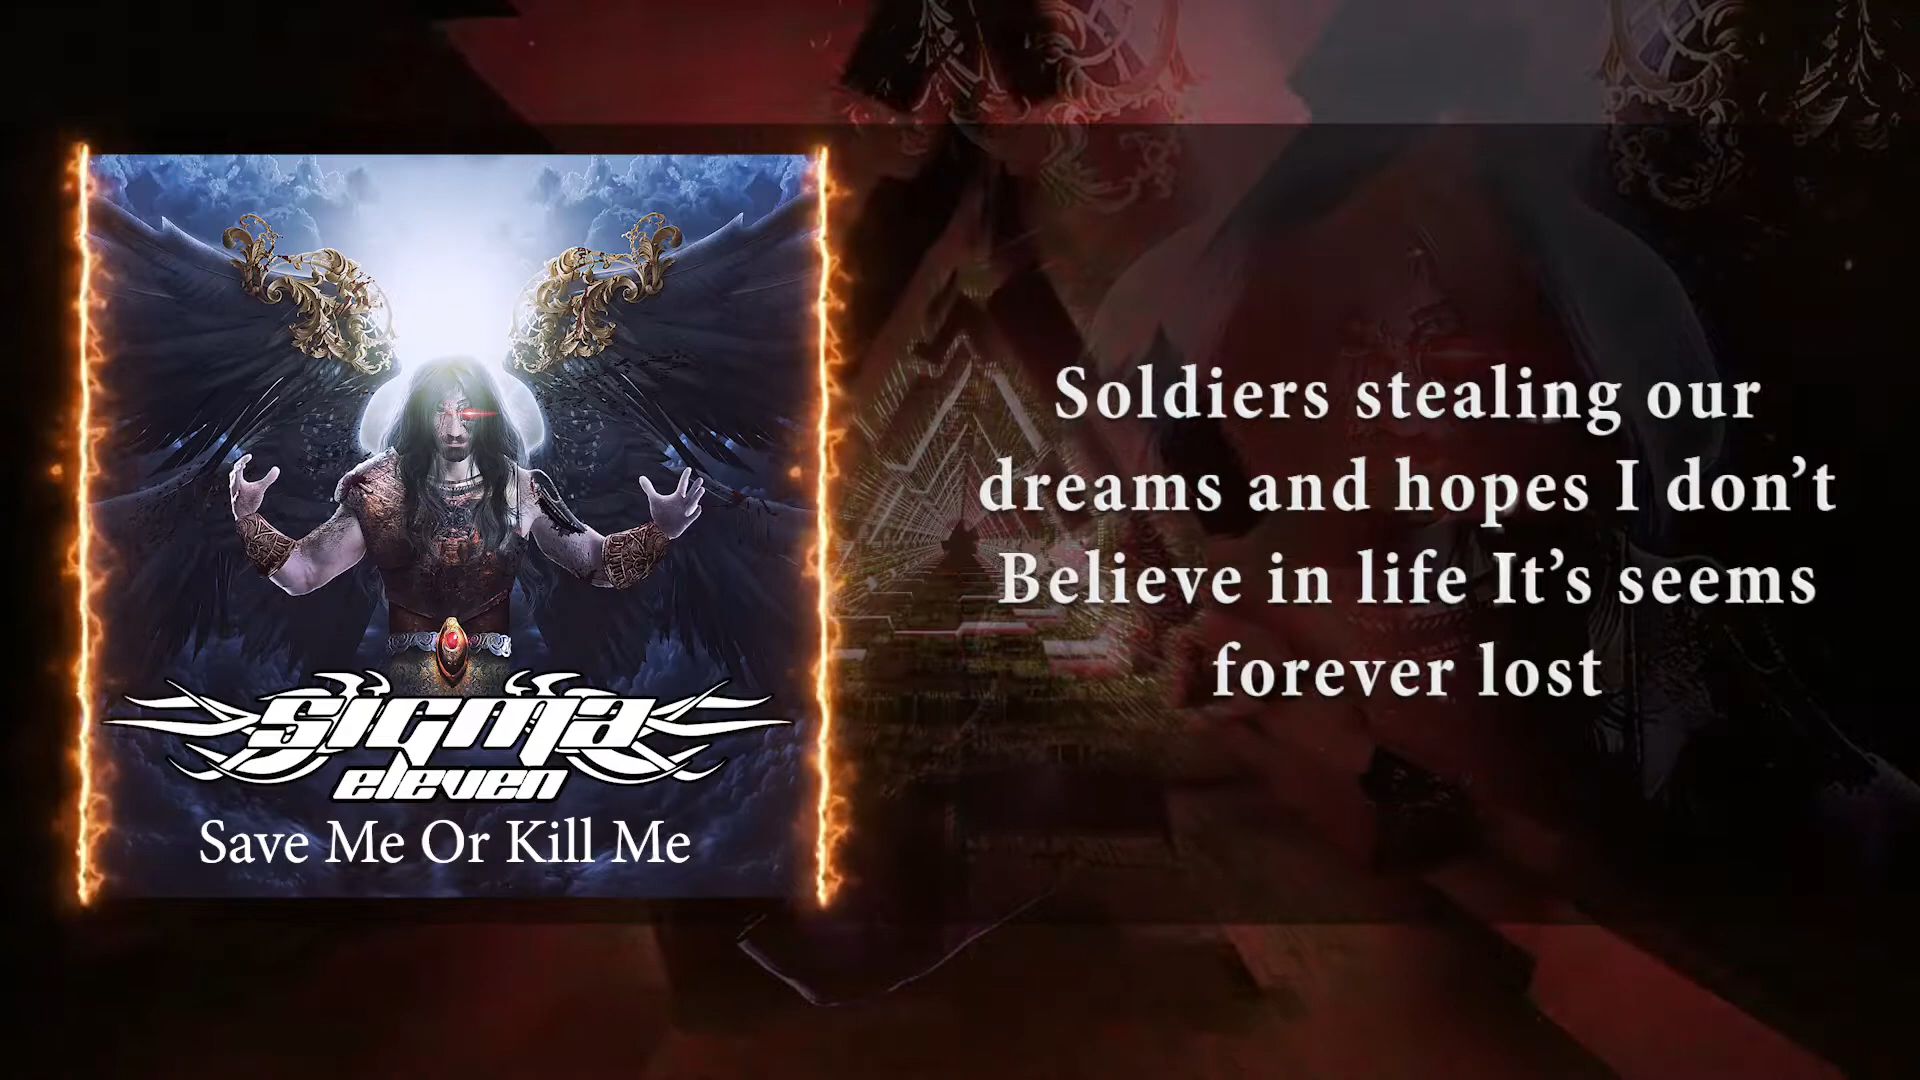 sigma
eleven
Save Me Or Kill Me
Soldiers stealing our
dreams and hopes I don’t
Believe in life It’s seems
forever lost